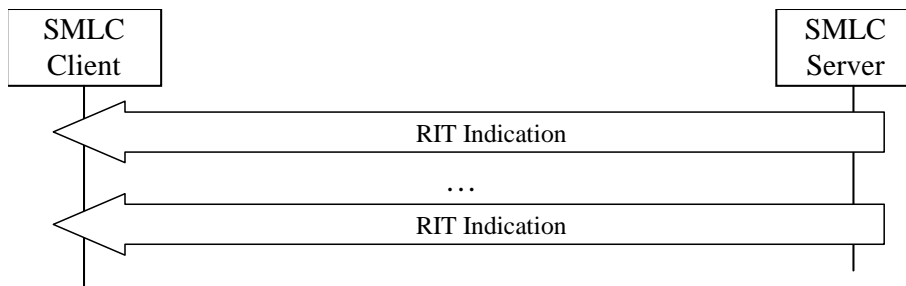 SMLC
Client
SMLC
Server
RIT Indication
…
RIT Indication